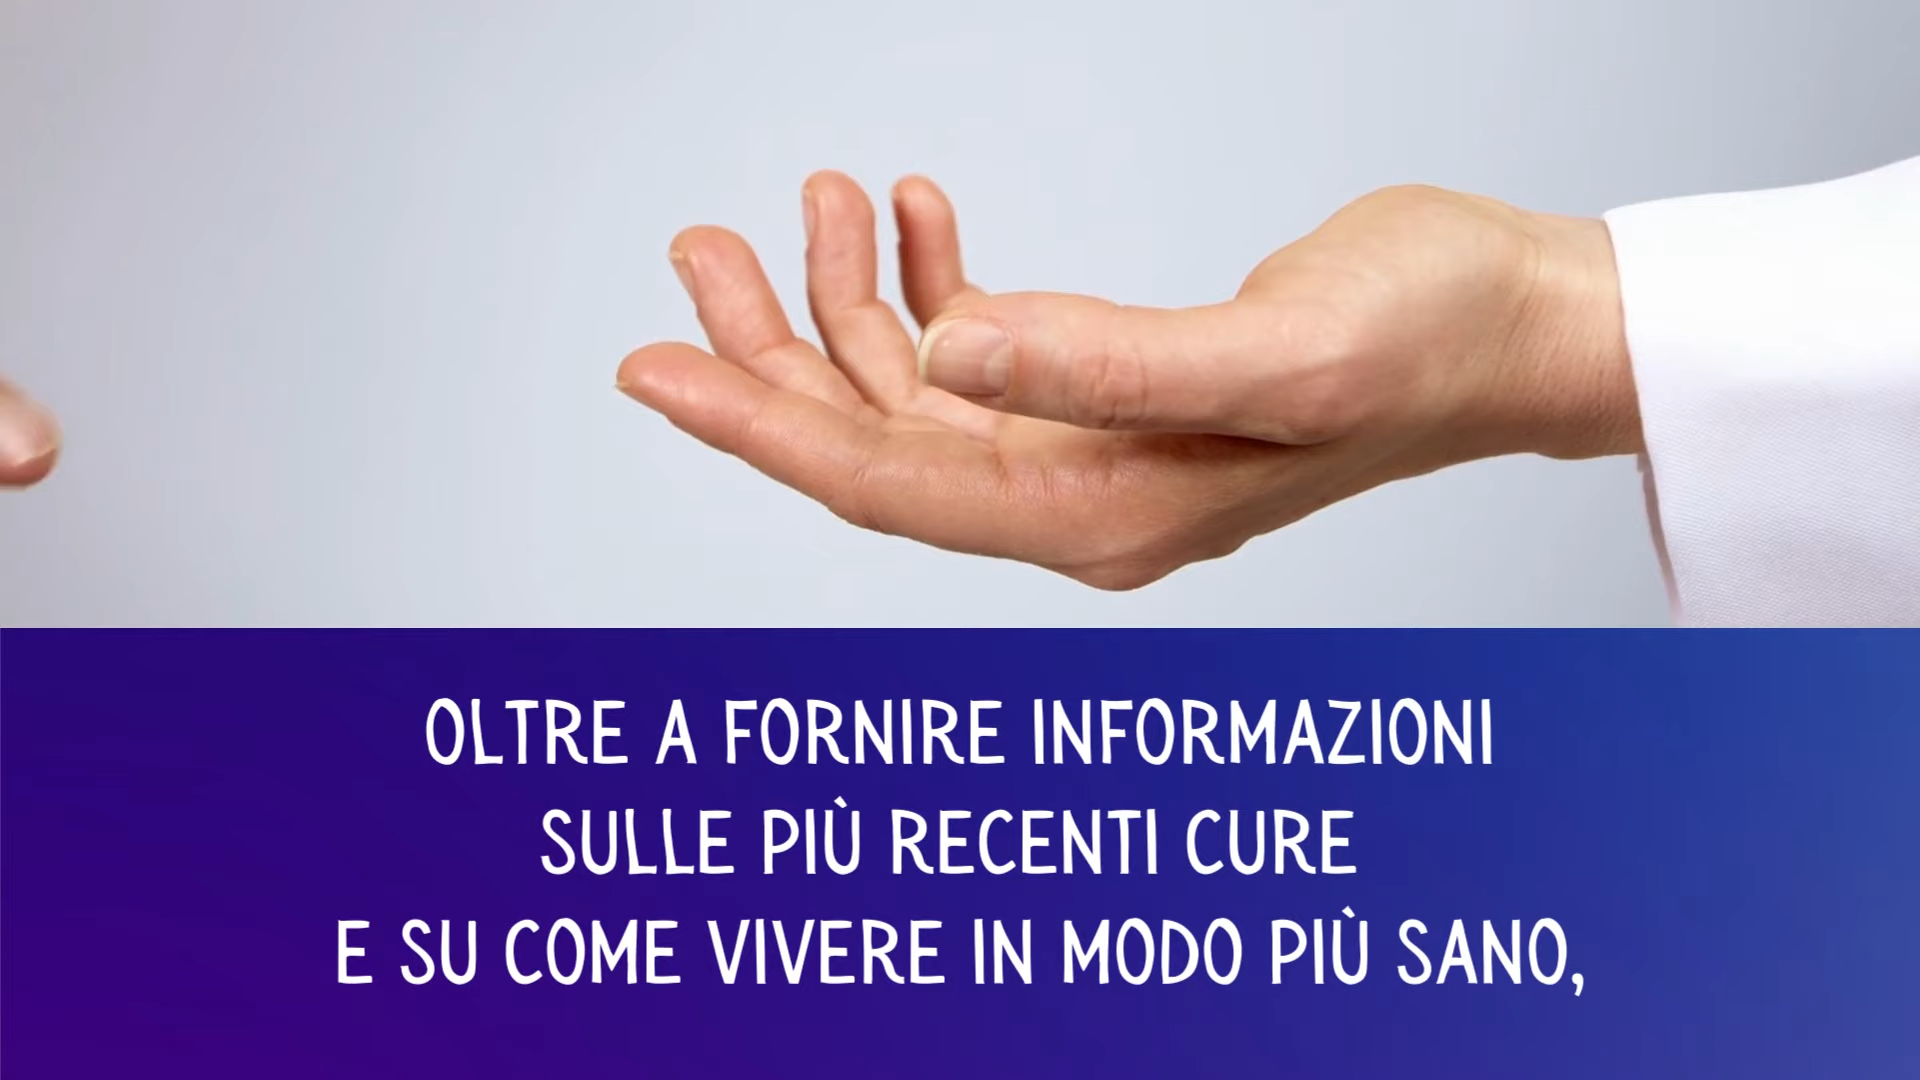 OLTRE A FORNIRE INFORMAZIONI
SULLE PIÙ RECENTI CURE
E SU COME VIVERE IN MODO PIÙ SANO,